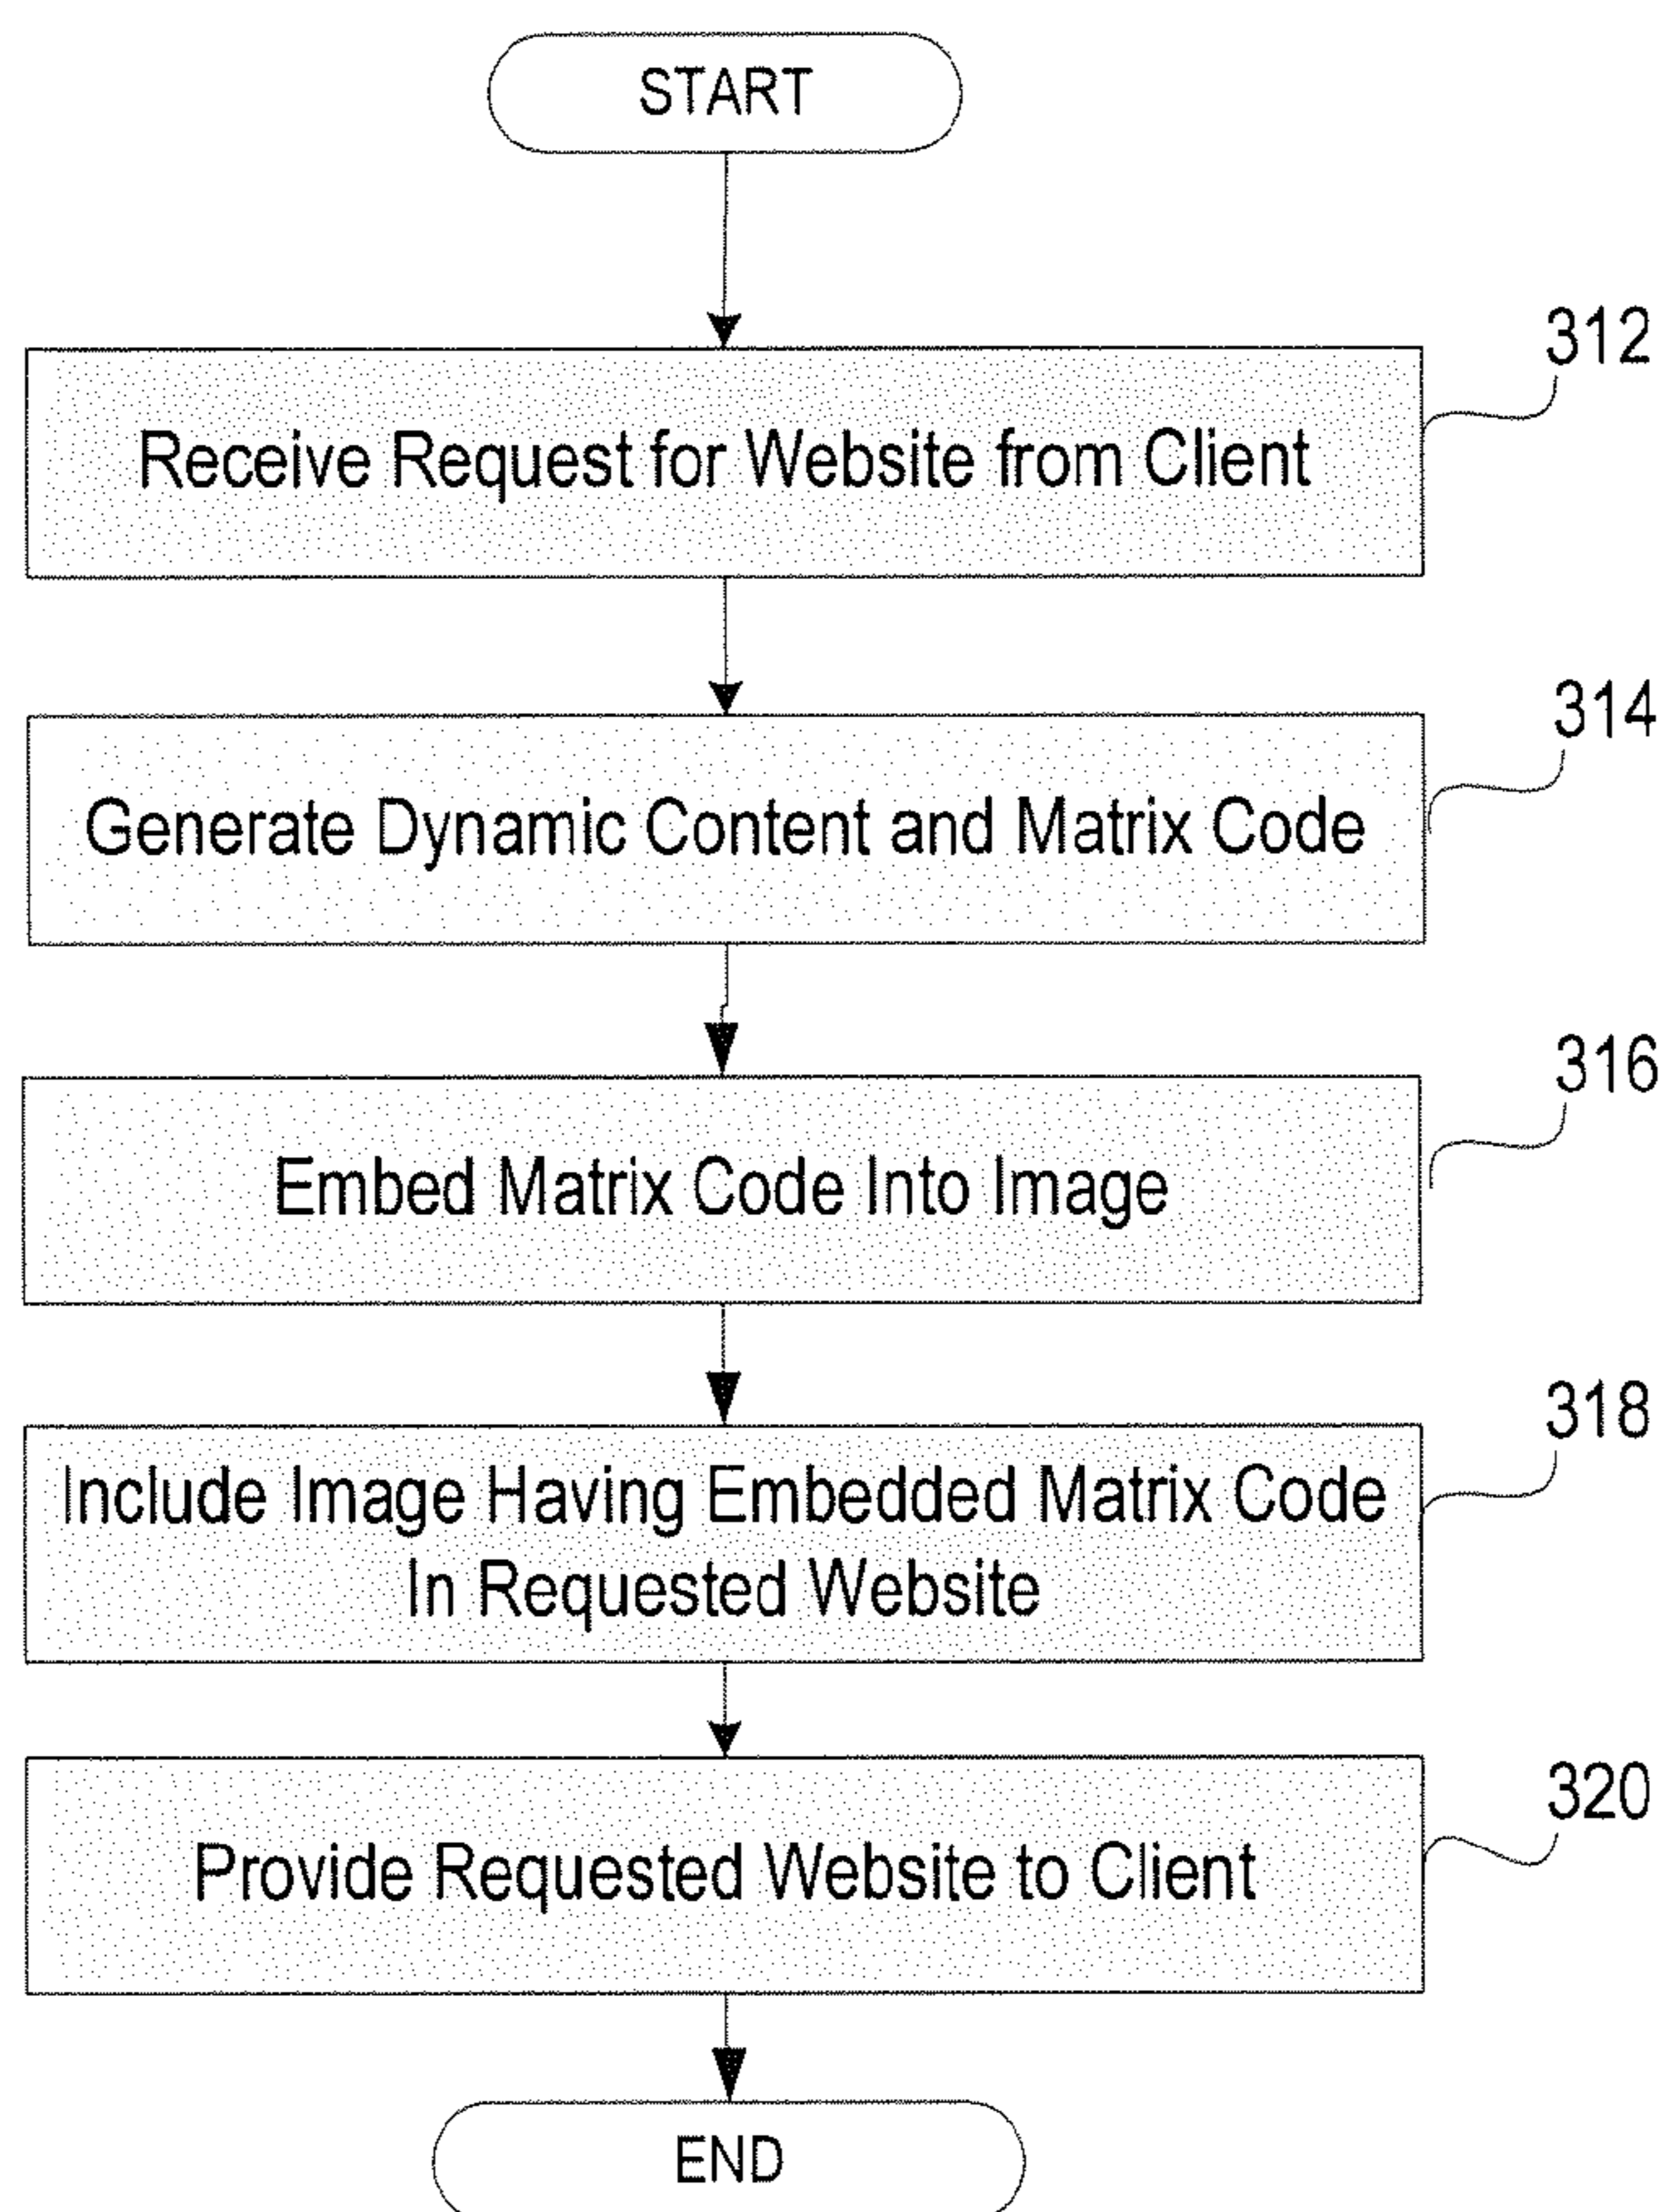 START
312
Receive Request for Website from Client
314
Generate Dynamic Content and Matrix Code
316
Embed Matrix Code Into Image
318
Include Image Having Embedded Matrix Code
In Requested Website
320
Provide Requested Website to Client
END